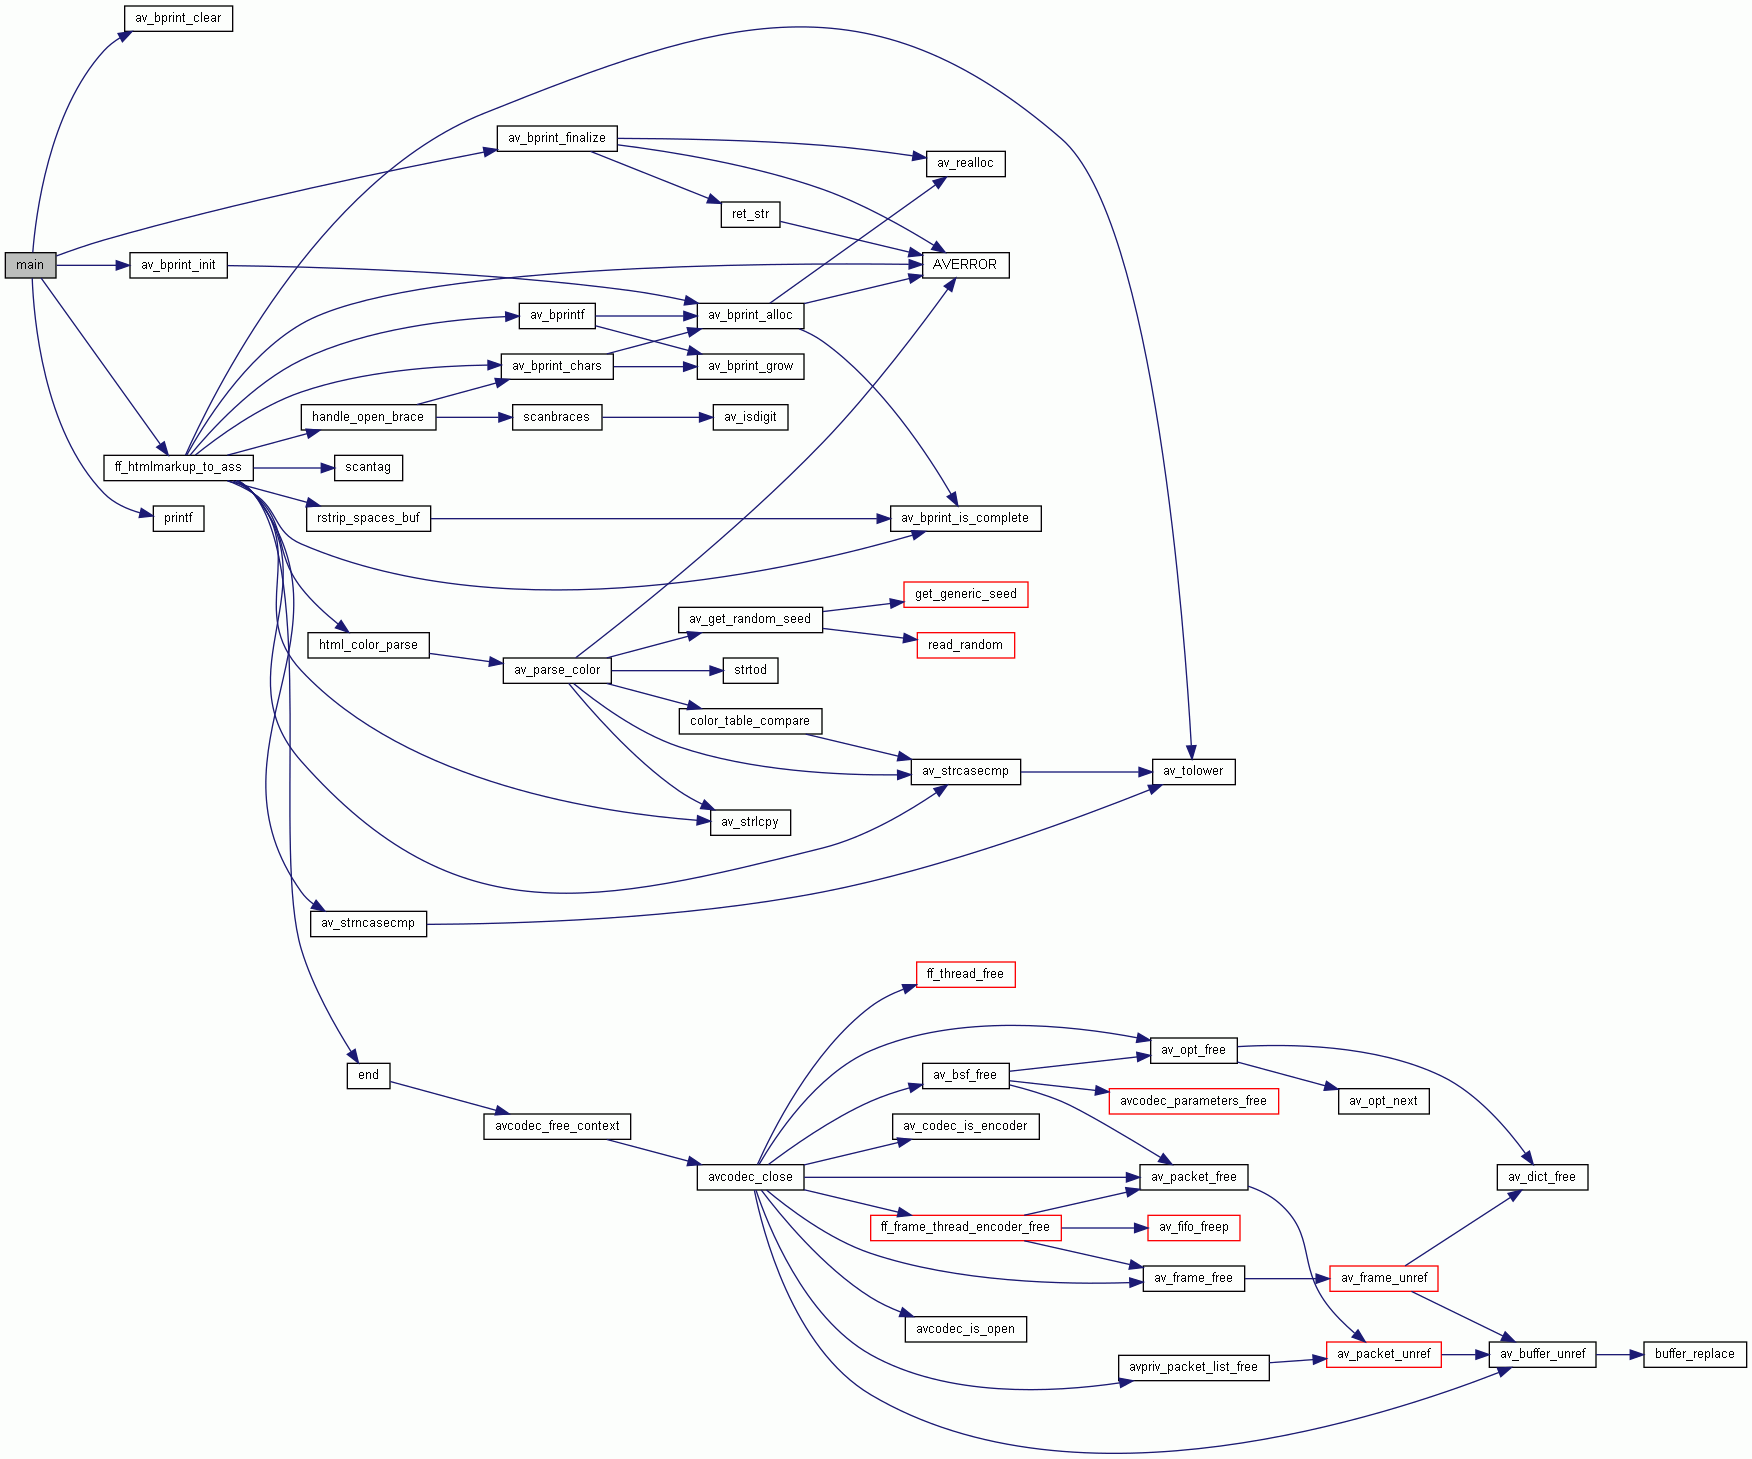 av_bprint_clear
av_bprint_finalize
av_realloc
ret_str
main
av_bprint_init
AVERROR
av_bprintf
av_bprint_alloc
av_bprint_chars
av_bprint_grow
handle_open_brace
scanbraces
av_isdigit
ff_htmlmarkup_to_ass
scantag
printf
rstrip_spaces_buf
av_bprint_is_complete
get_generic_seed
av_get_random_seed
html_color_parse
read_random
av_parse_color
strtod
color_table_compare
av_strcasecmp
av_tolower
av_strlcpy
av_strncasecmp
ff_thread_free
av_opt_free
end
av_bsf_free
avcodec_parameters_free
av_opt_next
avcodec_free_context
av_codec_is_encoder
avcodec_close
av_packet_free
av_dict_free
ff_frame_thread_encoder_free
av_fifo_freep
av_frame_free
av_frame_unref
avcodec_is_open
avpriv_packet_list_free
av_packet_unref
av_buffer_unref
buffer_replace